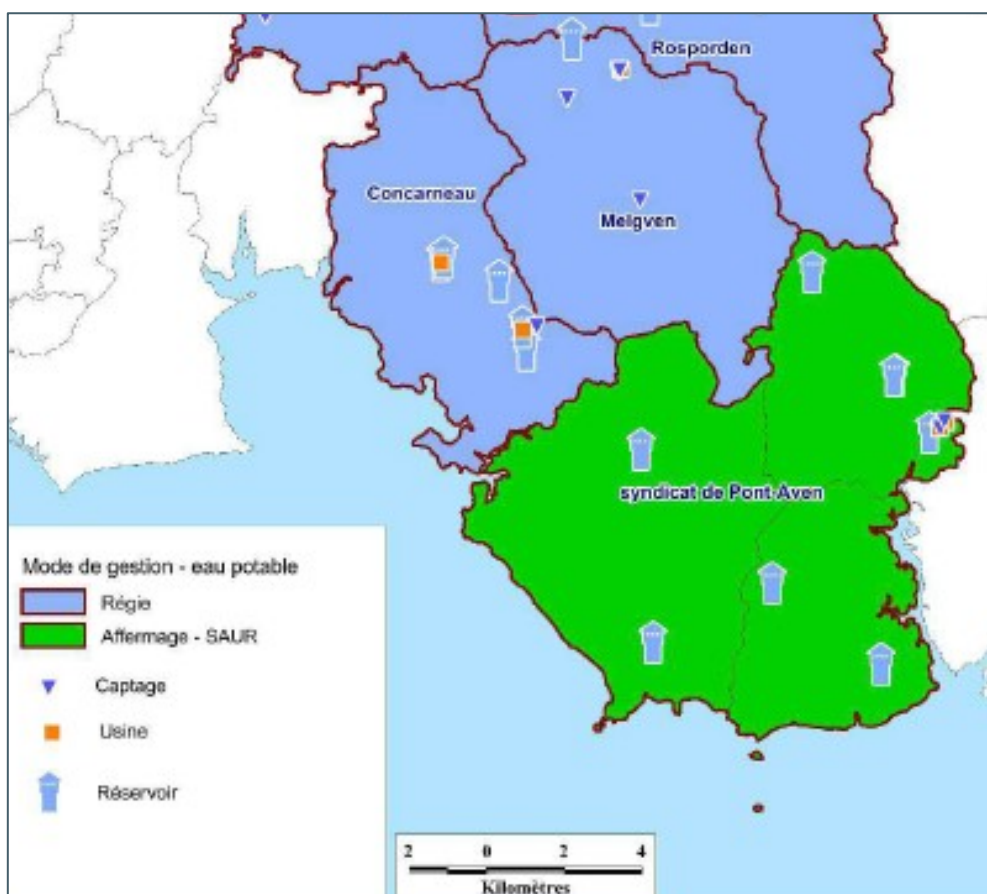 Rosporden
Concarneau
Melgven
syndicat de Pont-Aven
Mode de gestion - eau potable
Régie
Affermage - SAUR
Captage
Usine
Réservoir
2 0 2 4
Kilomètres